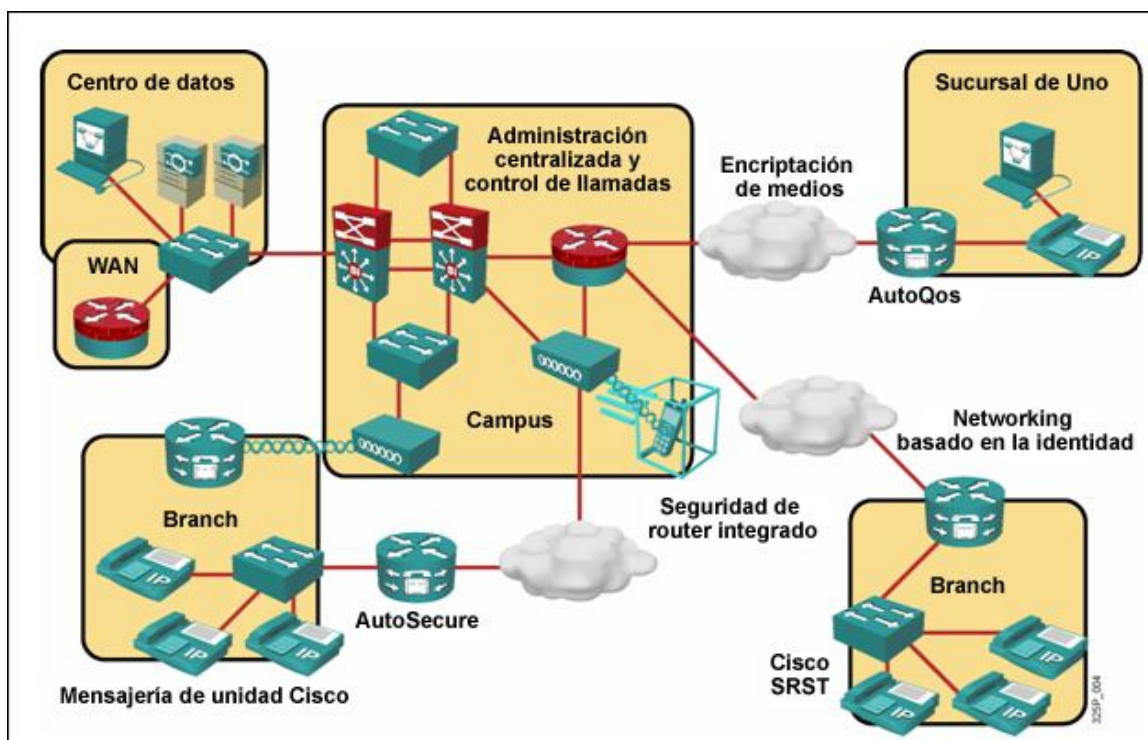 Centro de datos
WAN
Administración
centralizada y
control de llamadas
Si
Si
Campus
Encriptación
de medios
Sucursal de Uno
IP
AutoQos
Networking
basado en la identidad
Seguridad de
router integrado
Branch
IP
IP
IP
AutoSecure
Mensajería de unidad Cisco
Branch
Cisco
SRST
IP
IP
IP
325P_004